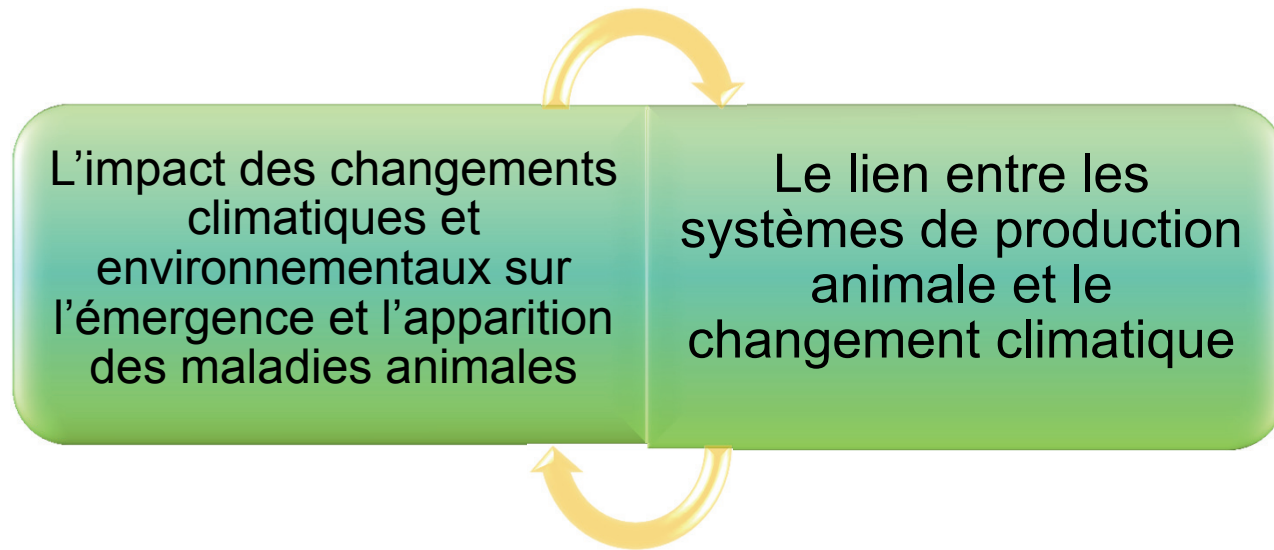 L’impact des changements
climatiques et
environnementaux sur
l’émergence et l’apparition
des maladies animales
Le lien entre les
systèmes de production
animale et le
changement climatique